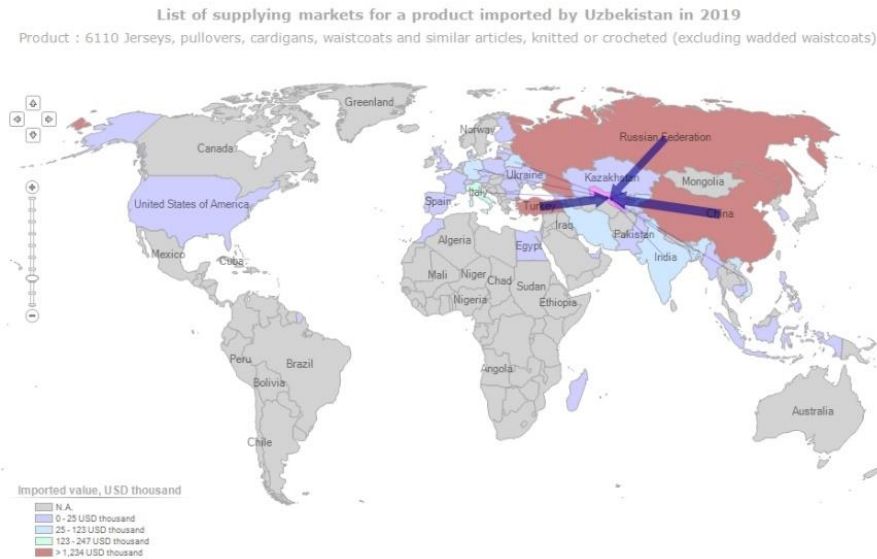 List of supplying markets for a product imported by Uzbekistan in 2019
Product : 6110 Jerseys, pullovers, cardigans, waistcoats and similar articles, knitted or crocheted (excluding wadded waistcoats)
Greenland
Norway
Russian Federation
Canada
Ukraine
Kazakhstan
Mongolia
Italy
United States of America
Spain
Turkey
China
Iraq
Pakistan
Algeria
Egypt
Mexico
Cuba
India
Mali
Niger
Chad
Sudan
Nigeria
Ethiopia
Peru
Brazil
Angola
Bolivia
Australia
Chile
Imported value, USD thousand
N.A.
0 - 25 USD thousand
25 - 123 USD thousand
123 - 247 USD thousand
> 1,234 USD thousand